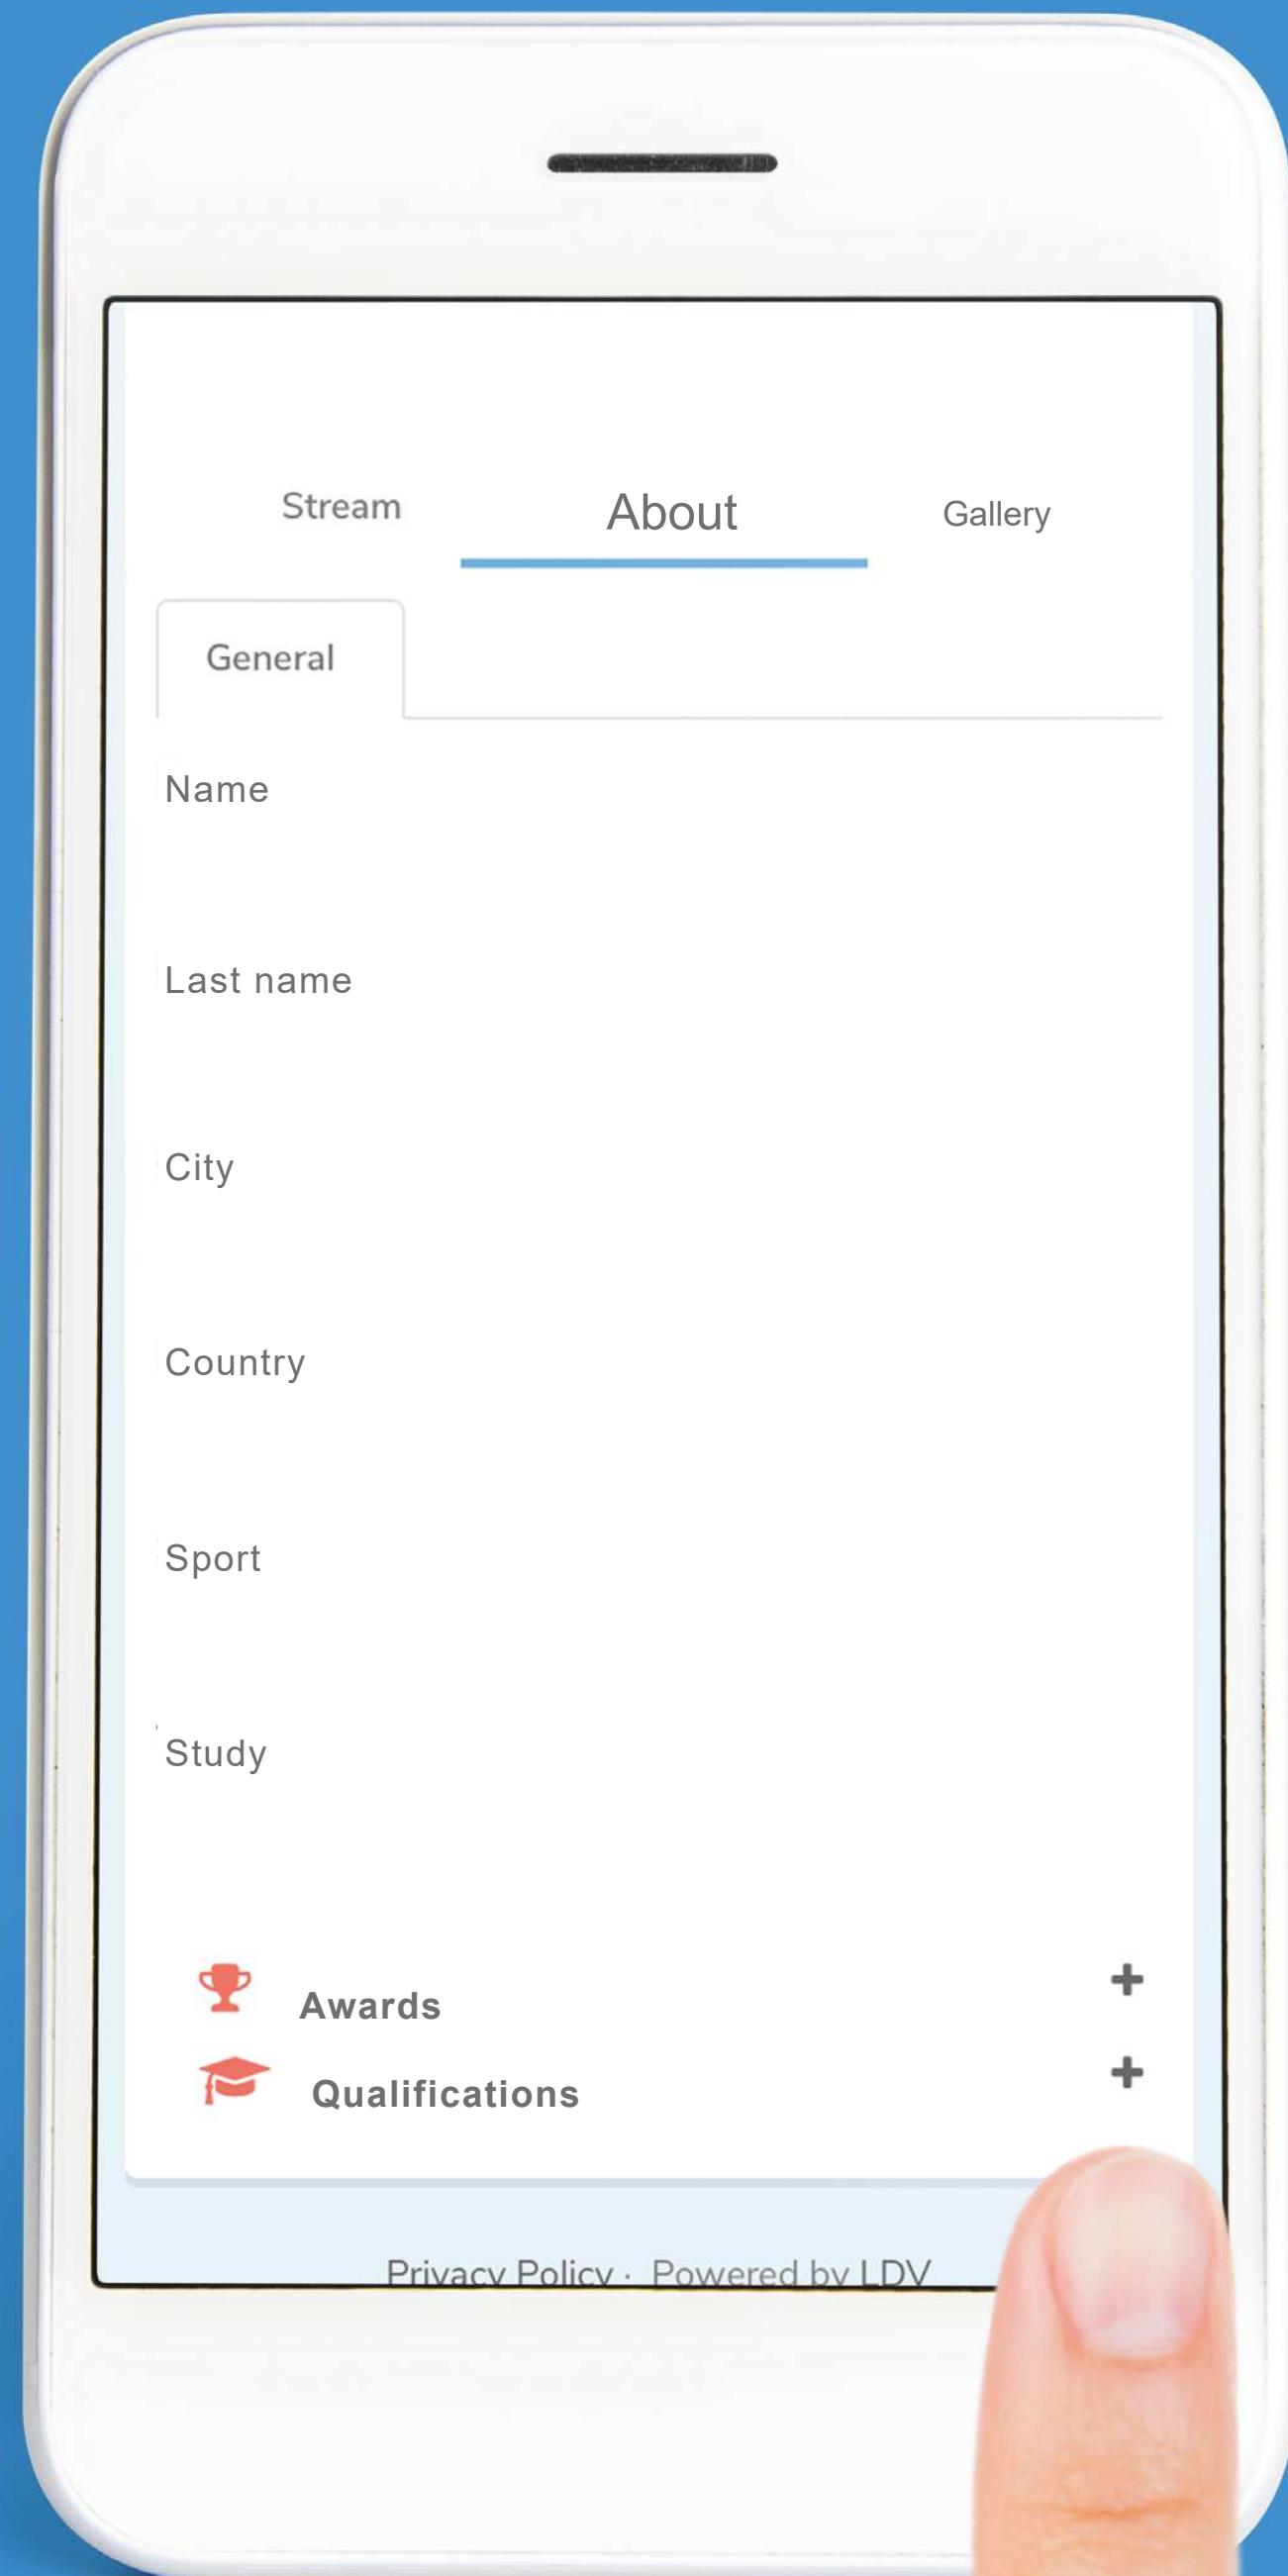 Stream About Gallery
General
Name
Last name
City
Country
Sport
Study
Awards
Qualifications
Privacy Policy · Powered by LDV